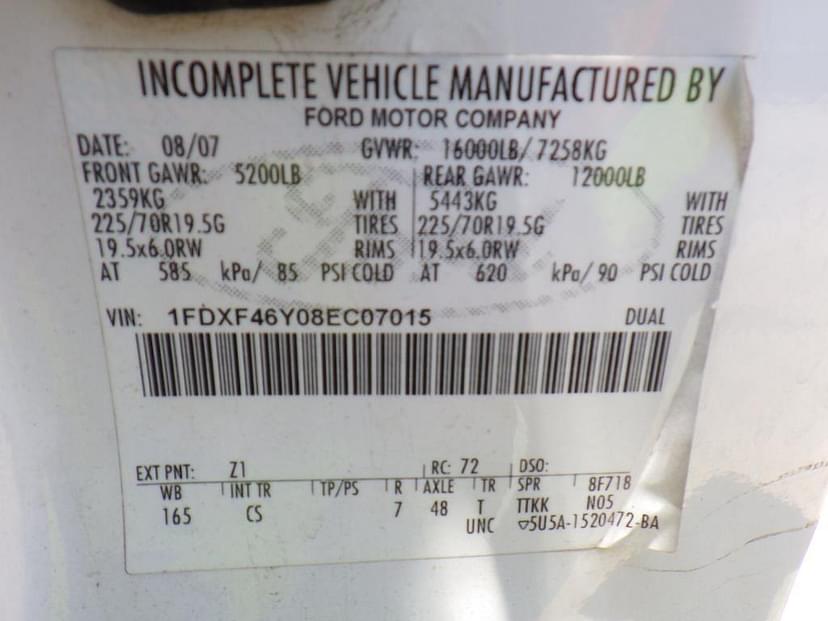 INCOMPLETE VEHICLE MANUFACTURED BY
FORD MOTOR COMPANY
DATE: 08/07 GVWR: 16000LB/ 7258KG
FRONT GAWR: 5200LB REAR GAWR: 12000LB
2359KG WITH 5443KG WITH
225/70R19.5G TIRES 225/70R19.5G TIRES
19.5x6.0RW RIMS 19.5x6.0RW RIMS
AT 585 kPa/ 85 PSI COLD AT 620 kPa/ 90 PSI COLD
VIN: 1FDXF46Y08EC07015 DUAL
EXT PNT: Z1 RC: 72 DSO:
WB INT TR TP/PS R AXLE TR SPR 8F718
165 CS 7 48 T TTKK N05
UNC 5U5A-1520472-BA